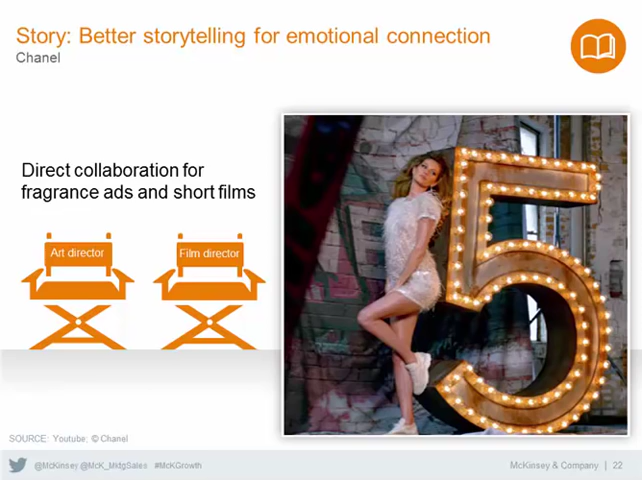 Story: Better storytelling for emotional connection
Chanel
Direct collaboration for
fragrance ads and short films
Art director
Film director
5
SOURCE: Youtube; © Chanel
@McKinsey @McK_MktgSales #McKGrowth
McKinsey & Company | 22